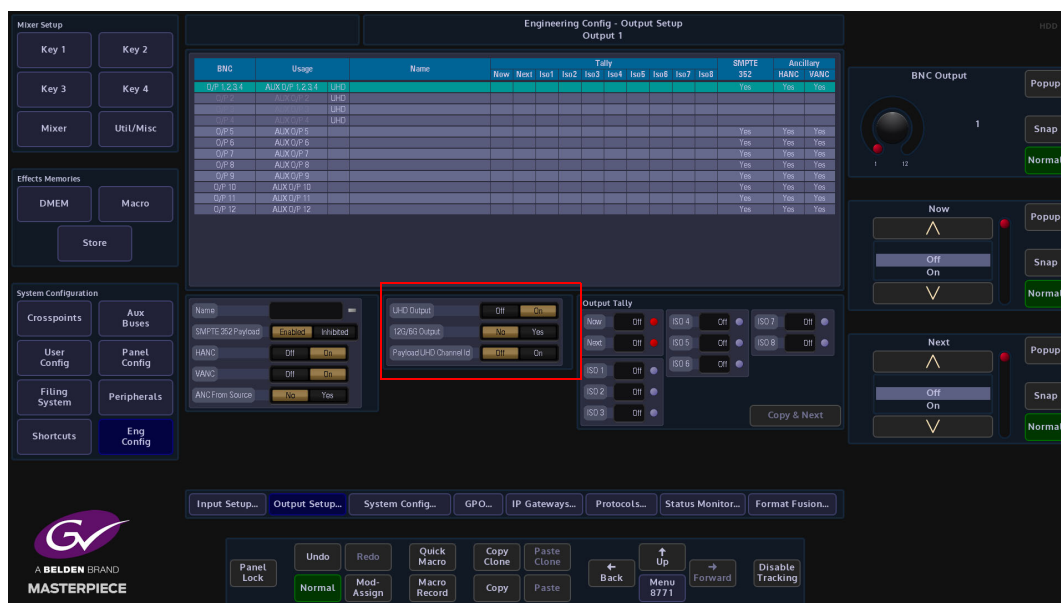 Mixer Setup
Key 1
Key 2
Key 3
Key 4
Mixer
Util/Misc
Effects Memories
DMEM
Macro
Store
System Configuration
Crosspoints
Aux
Buses
User
Config
Panel
Config
Filing
System
Peripherals
Shortcuts
Eng
Config
GV
A BELDEN BRAND
MASTERPIECE
Engineering Config - Output Setup
Output 1
HDD
BNC Usage Name Tally SMPTE Ancillary
Now Next Iso1 Iso2 Iso3 Iso4 Iso5 Iso6 Iso7 Iso8 352 HANC VANC
O/P 1,2,3,4 AUX O/P 1,2,3,4 UHD Yes Yes Yes
O/P 2 AUX O/P 2 UHD
O/P 3 AUX O/P 3 UHD
O/P 4 AUX O/P 4 UHD
O/P 5 AUX O/P 5 Yes Yes Yes
O/P 6 AUX O/P 6 Yes Yes Yes
O/P 7 AUX O/P 7 Yes Yes Yes
O/P 8 AUX O/P 8 Yes Yes Yes
O/P 9 AUX O/P 9 Yes Yes Yes
O/P 10 AUX O/P 10 Yes Yes Yes
O/P 11 AUX O/P 11 Yes Yes Yes
O/P 12 AUX O/P 12 Yes Yes Yes
Name
SMPTE 352 Payload Enabled Inhibited
HANC Off On
VANC Off On
ANC From Source No Yes
UHD Output Off On
12G/6G Output No Yes
Payload UHD Channel Id Off On
Output Tally
Now Off ISO 4 Off ISO 7 Off
Next Off ISO 5 Off ISO 8 Off
ISO 1 Off ISO 6 Off
ISO 2 Off
ISO 3 Off
Copy & Next
BNC Output
1
1 12
Popup
Snap
Normal
Now
Off
On
Popup
Snap
Normal
Next
Off
On
Popup
Snap
Normal
Input Setup... Output Setup... System Config... GPO... IP Gateways... Protocols... Status Monitor... Format Fusion...
Panel
Lock
Undo
Redo
Quick
Macro
Copy
Clone
Paste
Clone
Normal
Mod-
Assign
Macro
Record
Copy
Paste
Back
Up
Menu
8771
Forward
Disable
Tracking